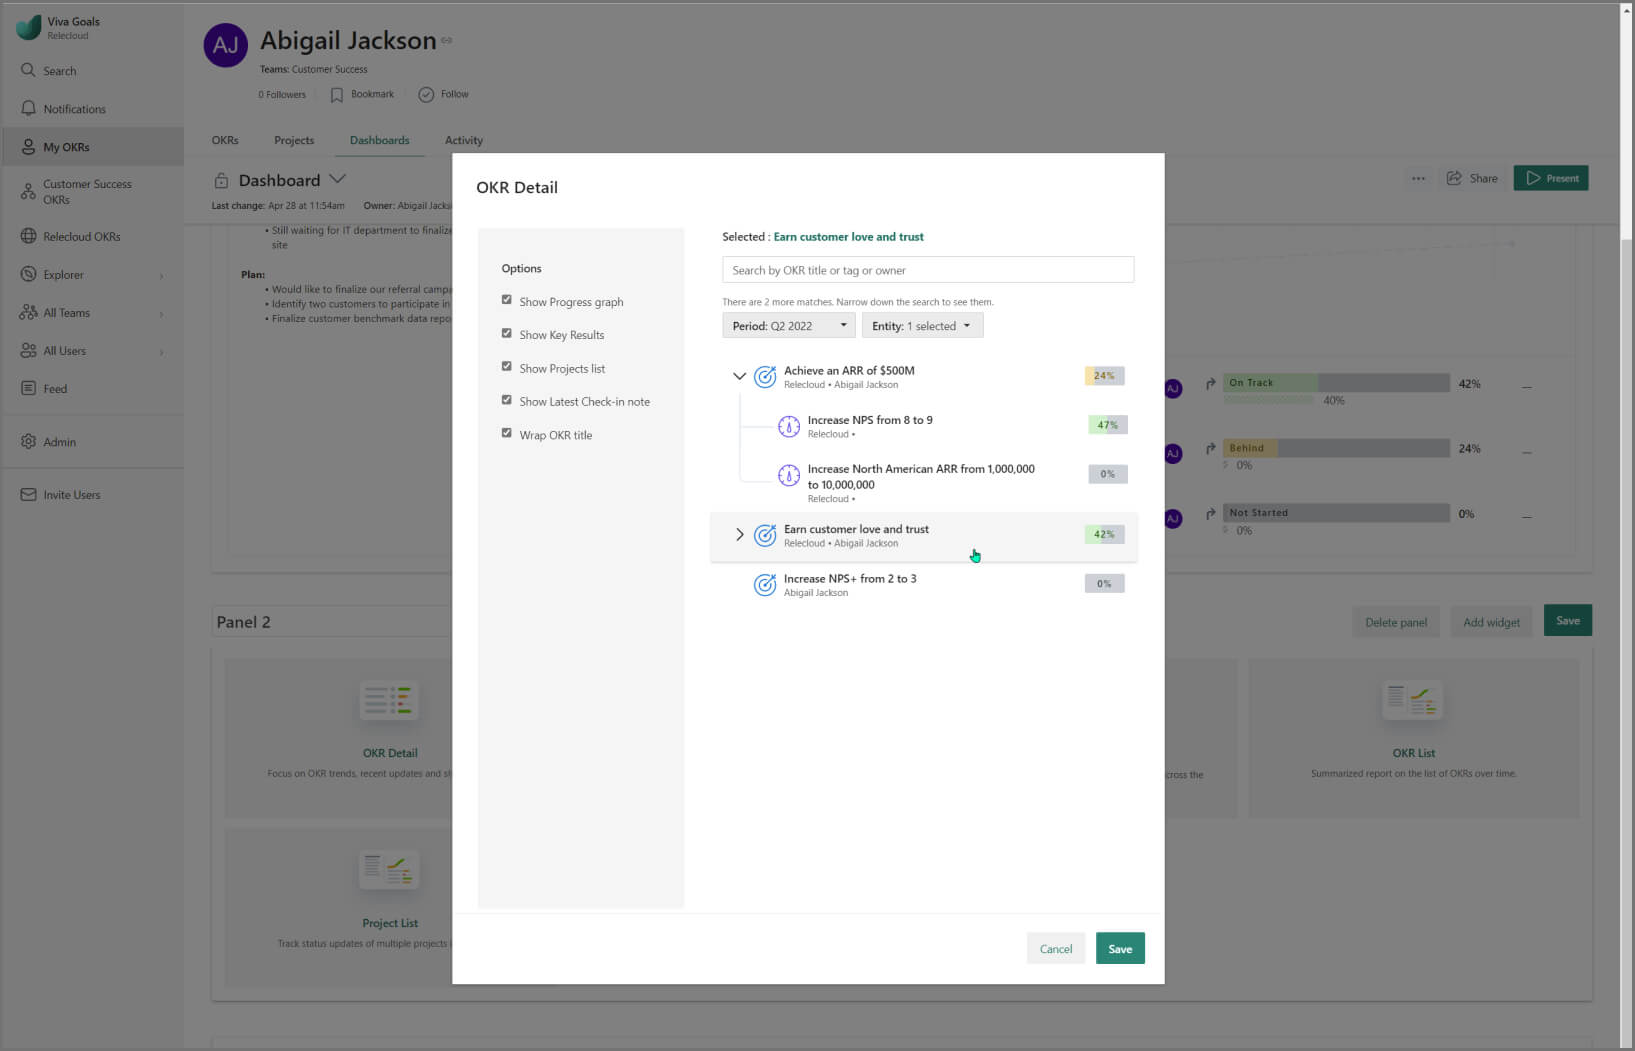 Viva Goals
Relecloud
Search
Notifications
My OKRs
Customer Success
OKRs
Relecloud OKRs
Explorer
All Teams
All Users
Feed
Admin
Invite Users
AJ
Abigail Jackson
Teams: Customer Success
0 Followers
Bookmark
Follow
OKRs
Projects
Dashboards
Activity
Dashboard
Last change: Apr 28 at 11:54am
Owner: Abigail Jacks
Share
Present
• Still waiting for IT department to finalize
site
Plan:
• Would like to finalize our referral campa
• Identify two customers to participate in
• Finalize customer benchmark data repo
OKR Detail
Options
Show Progress graph
Show Key Results
Show Projects list
Show Latest Check-in note
Wrap OKR title
Selected : Earn customer love and trust
Search by OKR title or tag or owner
There are 2 more matches. Narrow down the search to see them.
Period: Q2 2022
Entity: 1 selected
Achieve an ARR of $500M
Relecloud • Abigail Jackson
24%
Increase NPS from 8 to 9
Relecloud •
47%
Increase North American ARR from 1,000,000
to 10,000,000
Relecloud •
0%
Earn customer love and trust
Relecloud • Abigail Jackson
42%
Increase NPS+ from 2 to 3
Abigail Jackson
0%
Cancel
Save
AJ
On Track
42%
40%
AJ
Behind
24%
0%
AJ
Not Started
0%
$ 0%
Panel 2
Delete panel
Add widget
Save
OKR Detail
Focus on OKR trends, recent updates and s
cross the
OKR List
Summarized report on the list of OKRs over time.
Project List
Track status updates of multiple projects